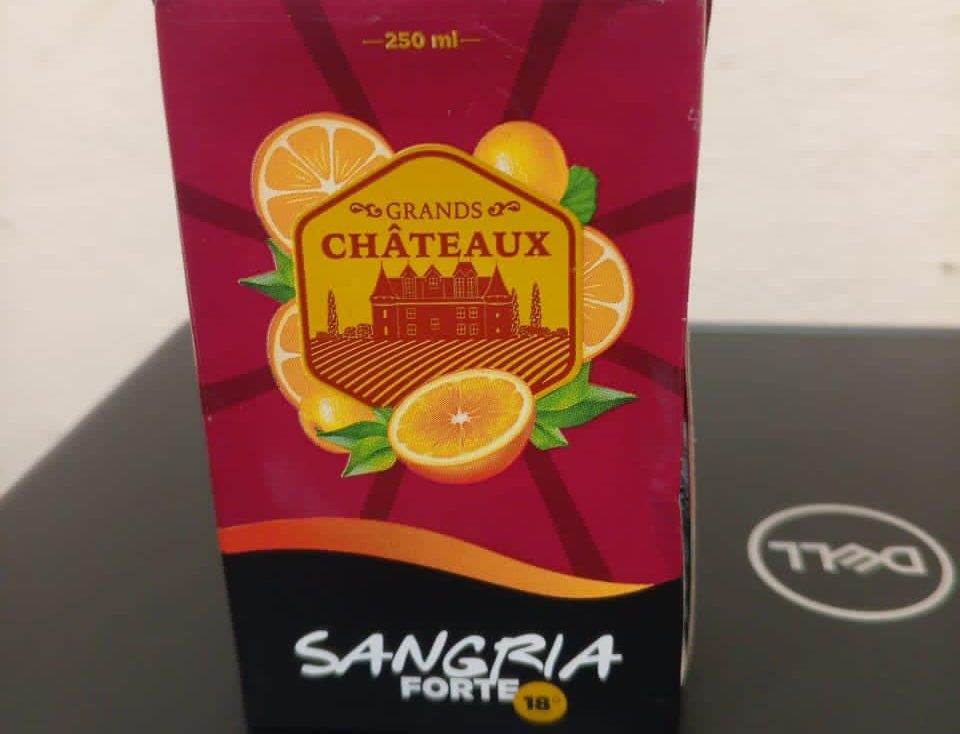 —250 ml—
GRANDS
CHÂTEAUX
SANGRIA
FORTE
18°
DELL